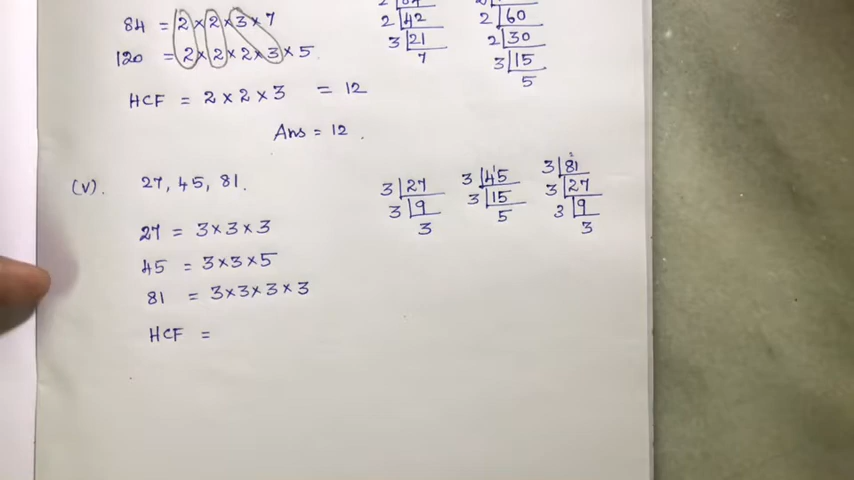 84 = 2×2×3×7
120 = 2×2×2×3×5
HCF = 2×2×3 = 12
Ans = 12.
2 42
3 21
7
2 60
2 30
3 15
5
(v). 27, 45, 81.
27 = 3×3×3
45 = 3×3×5
81 = 3×3×3×3
HCF =
3 27
3 9
3
3 45
3 15
5
3 81
3 27
3 9
3